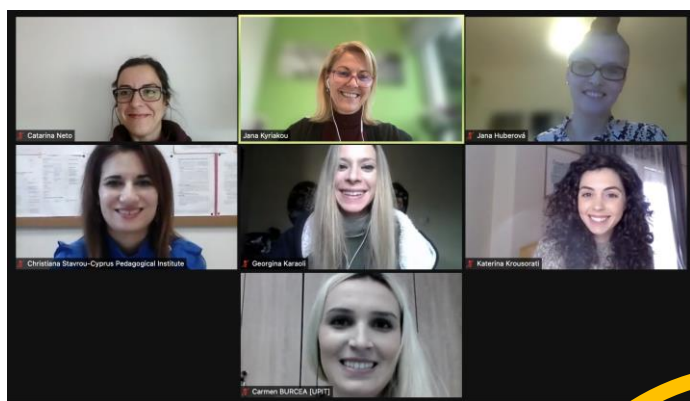 Catarina Neto
Jana Kyriakou
Jana Huberová
Christiana Stavrou-Cyprus Pedagogical Institute
Georgina Karaoli
Katerina Krousorati
Carmen BURCEA [UPIT]